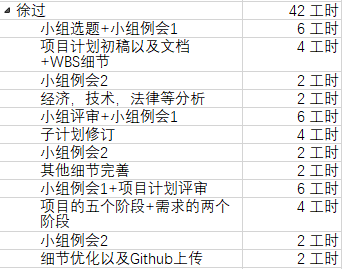 徐过 42 工时
小组选题+小组例会1 6 工时
项目计划初稿以及文档 4 工时
+WBS细节
小组例会2 2 工时
经济，技术，法律等分析 2 工时
小组评审+小组例会1 6 工时
子计划修订 4 工时
小组例会2 2 工时
其他细节完善 2 工时
小组例会1+项目计划评审 6 工时
项目的五个阶段+需求的两个 4 工时
阶段
小组例会2 2 工时
细节优化以及Github上传 2 工时